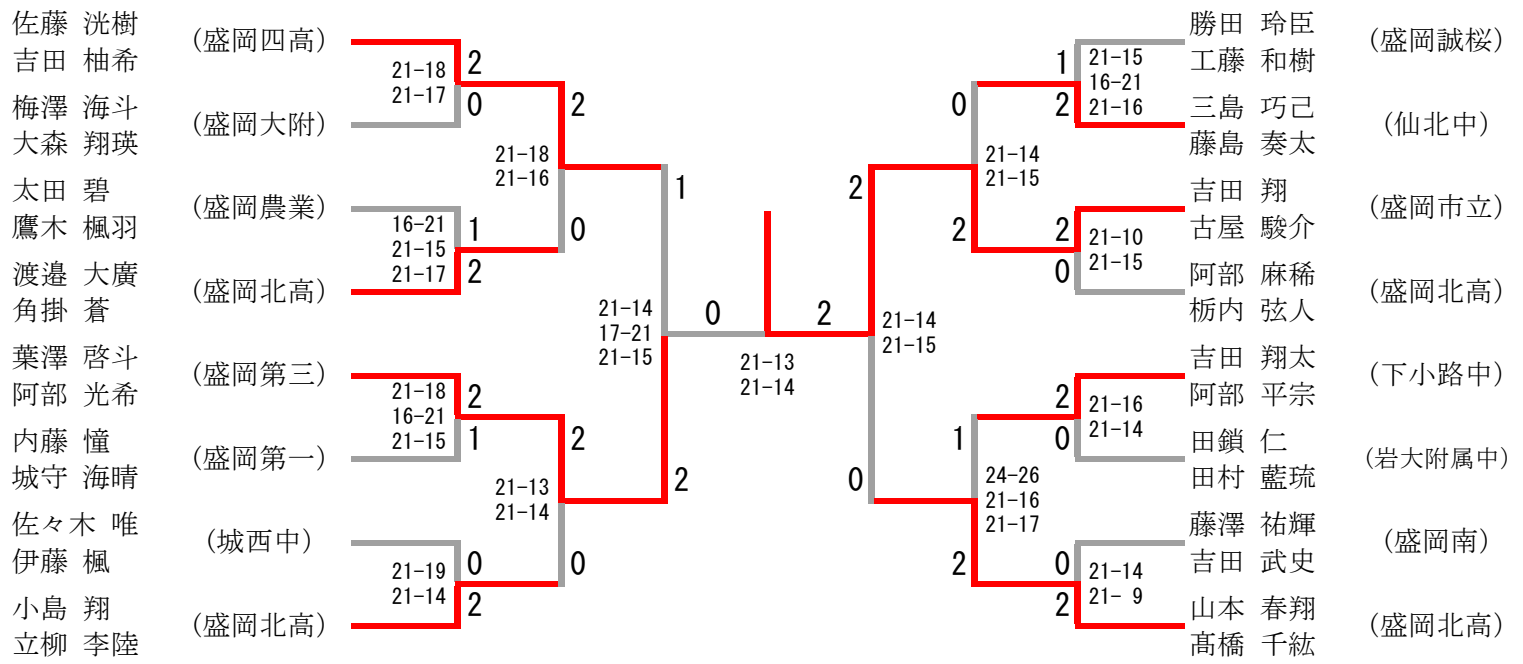 佐藤 洸樹
吉田 柚希
(盛岡四高)
梅澤 海斗
大森 翔瑛
(盛岡大附)
21-18
21-17
2
0
太田 碧
鷹木 楓羽
(盛岡農業)
渡邉 大廣
角掛 蒼
(盛岡北高)
16-21
21-15
21-17
1
2
21-18
21-16
2
0
葉澤 啓斗
阿部 光希
(盛岡第三)
内藤 憧
城守 海晴
(盛岡第一)
21-18
16-21
21-15
2
1
佐々木 唯
伊藤 楓
(城西中)
小島 翔
立柳 李陸
(盛岡北高)
21-19
21-14
0
2
21-13
21-14
2
0
21-14
17-21
21-15
1
2
0
2
21-13
21-14
勝田 玲臣
工藤 和樹
(盛岡誠桜)
三島 巧己
藤島 奏太
(仙北中)
1
2
21-15
16-21
21-16
吉田 翔
古屋 駿介
(盛岡市立)
阿部 麻稀
栃内 弦人
(盛岡北高)
2
0
21-10
21-15
0
2
21-14
21-15
吉田 翔太
阿部 平宗
(下小路中)
田鎖 仁
田村 藍琉
(岩大附属中)
2
0
21-16
21-14
藤澤 祐輝
吉田 武史
(盛岡南)
山本 春翔
髙橋 千紘
(盛岡北高)
0
2
21-14
21- 9
1
2
24-26
21-16
21-17
2
0
21-14
21-15